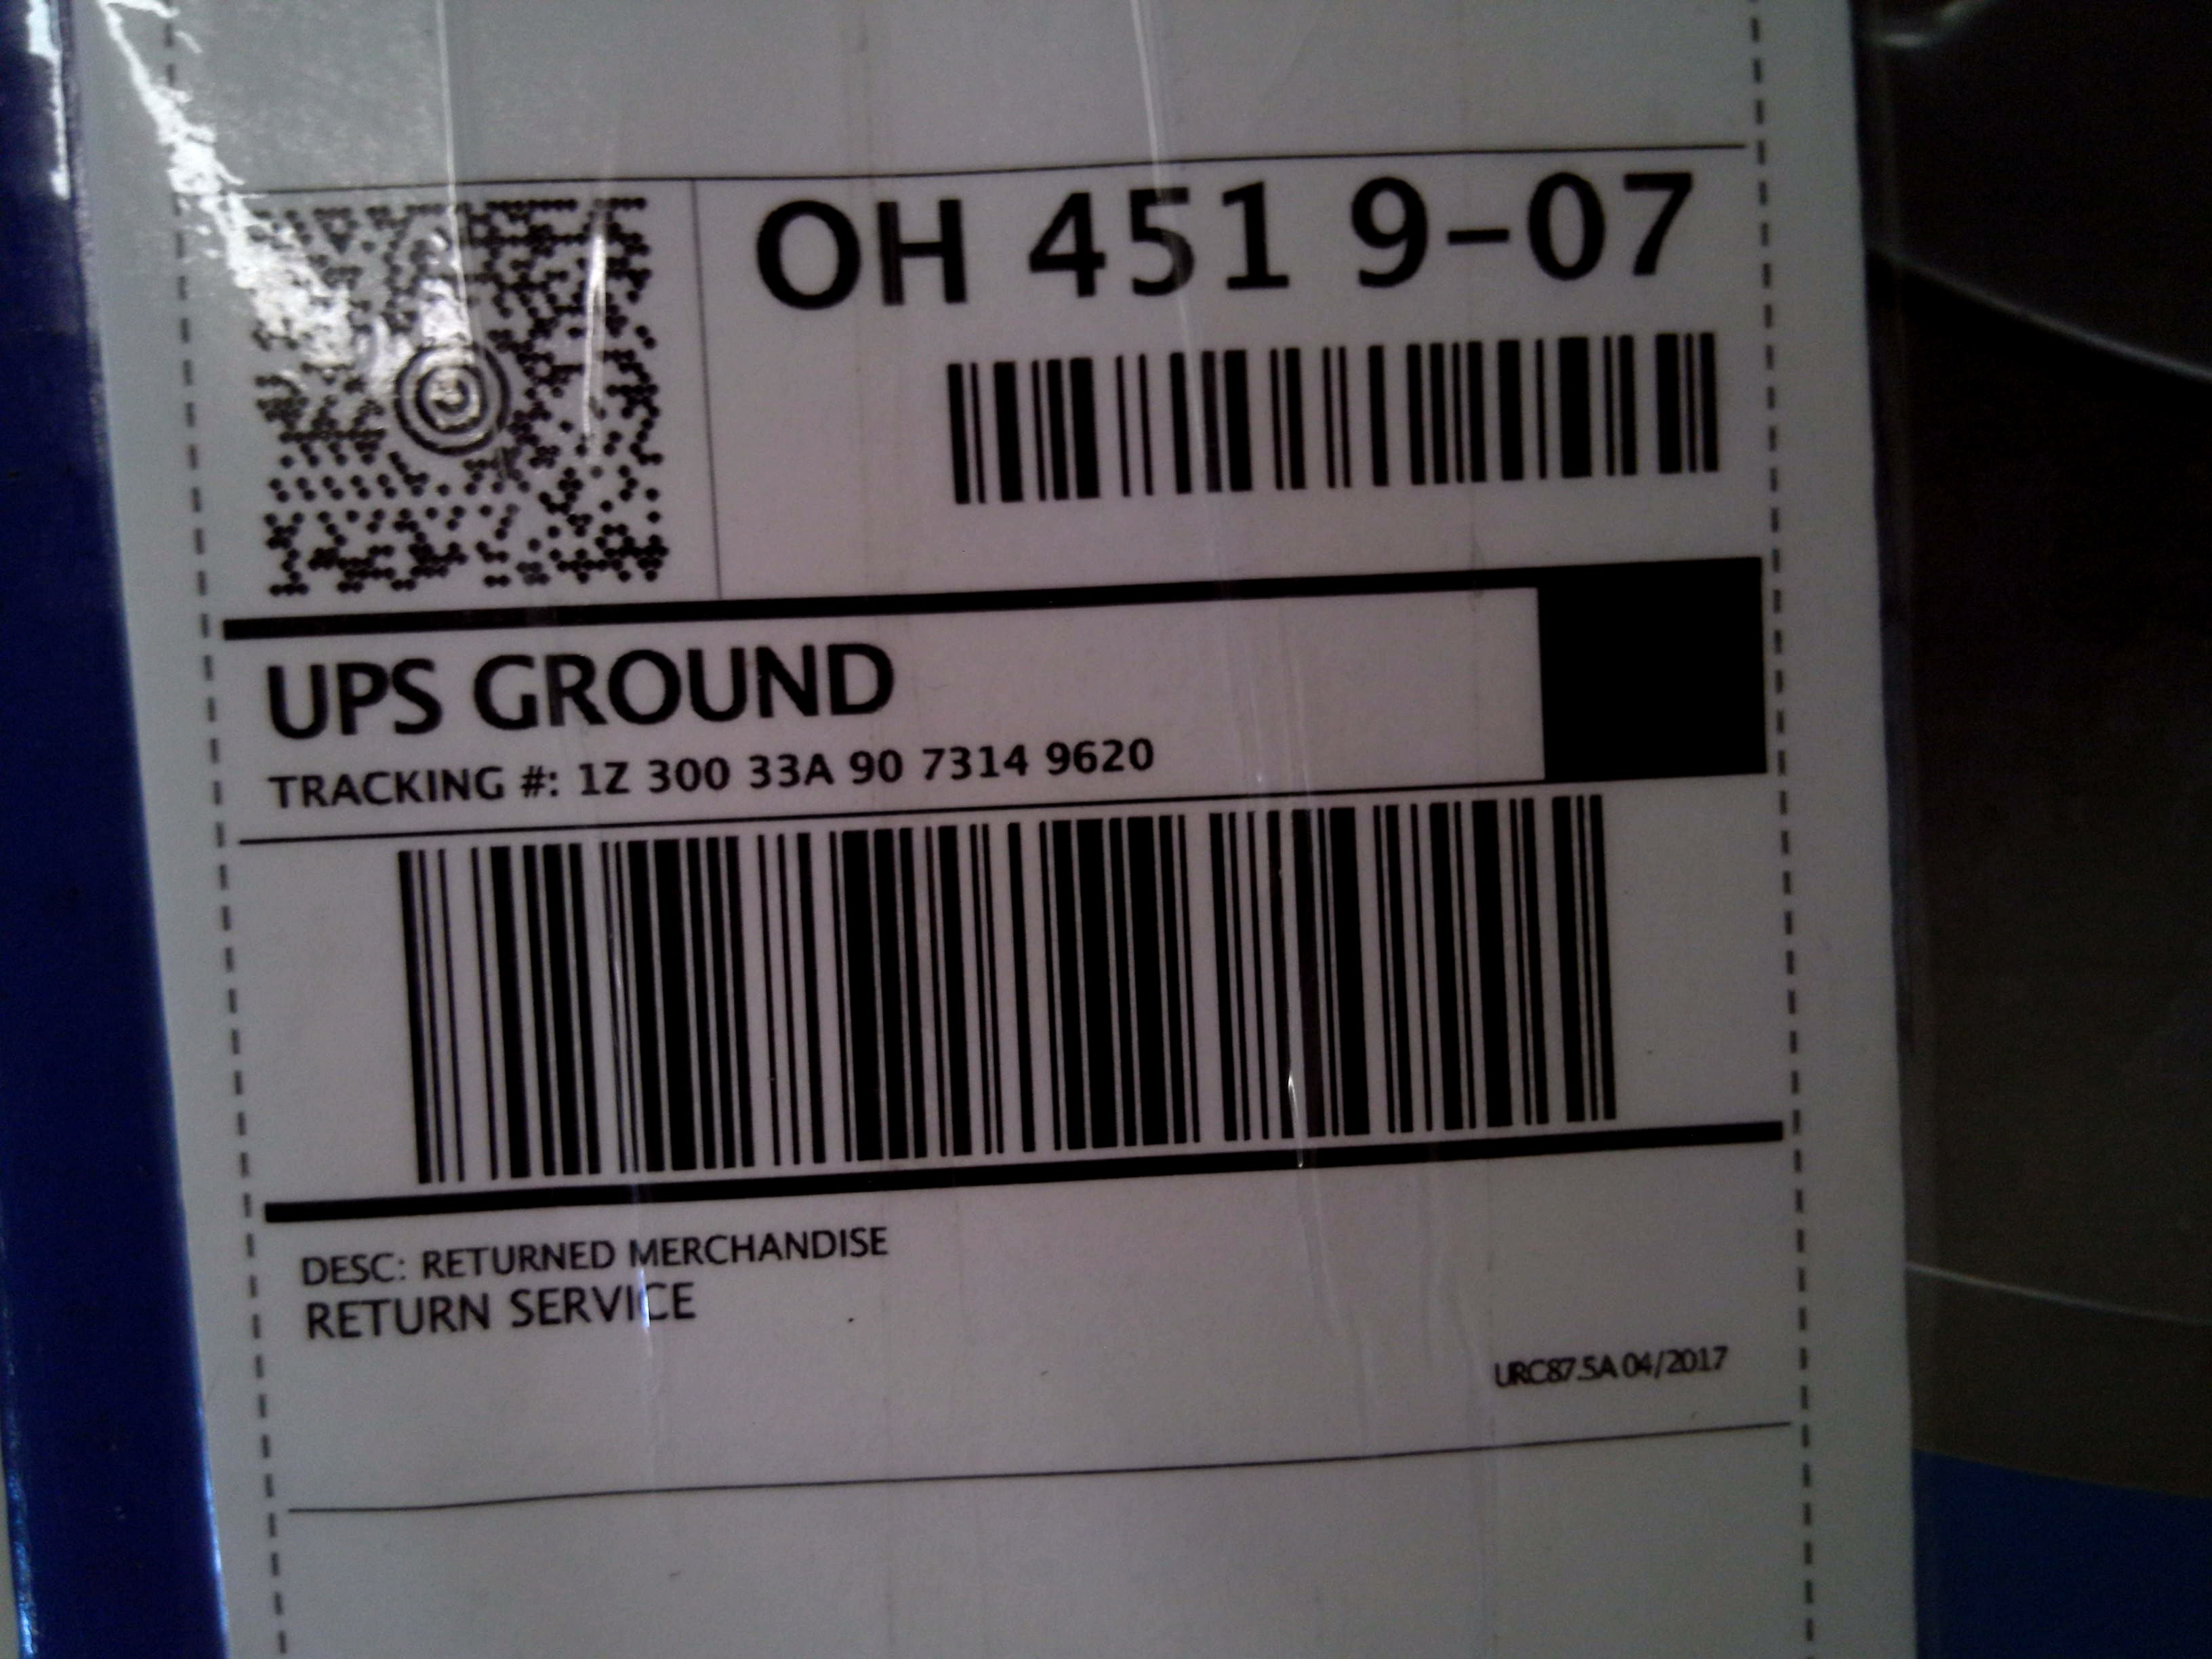 OH 451 9-07
UPS GROUND
TRACKING #: 1Z 300 33A 90 7314 9620
DESC: RETURNED MERCHANDISE
RETURN SERVICE
URC87.5A 04/2017